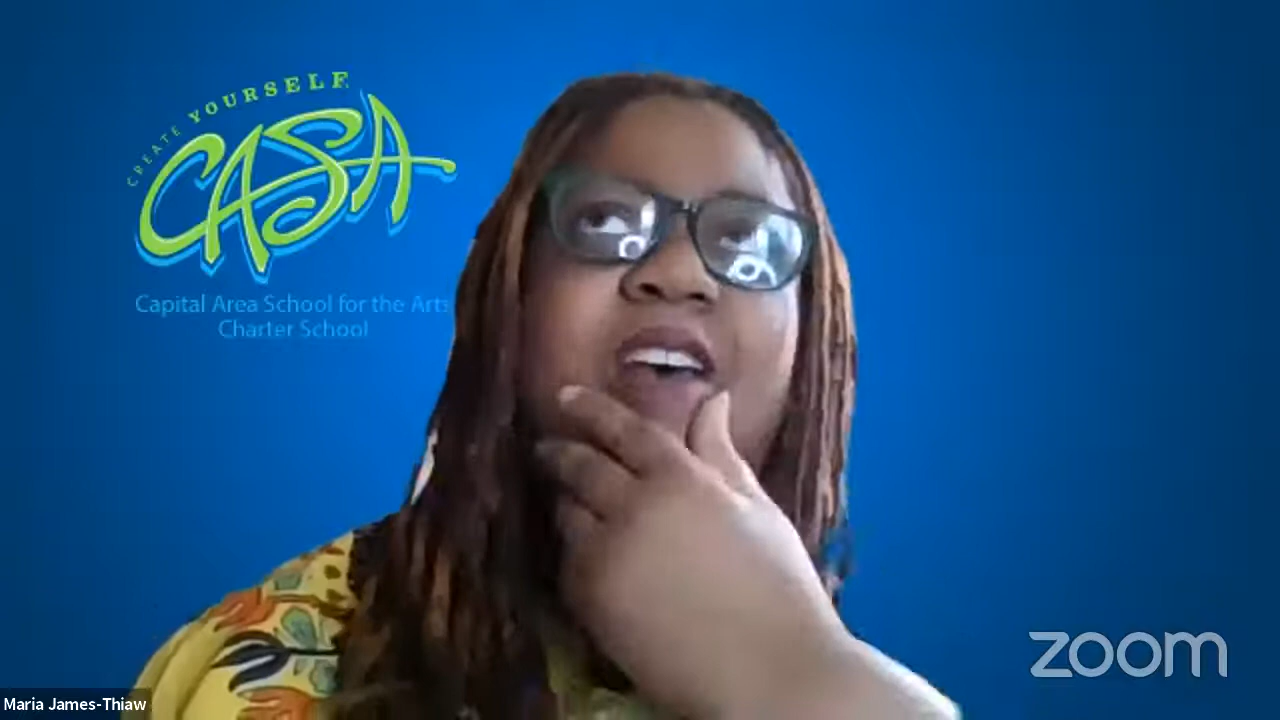 CREATE YOURSELF.
CASA
Capital Area School for the Arts
Charter School
zoom
Maria James-Thiaw